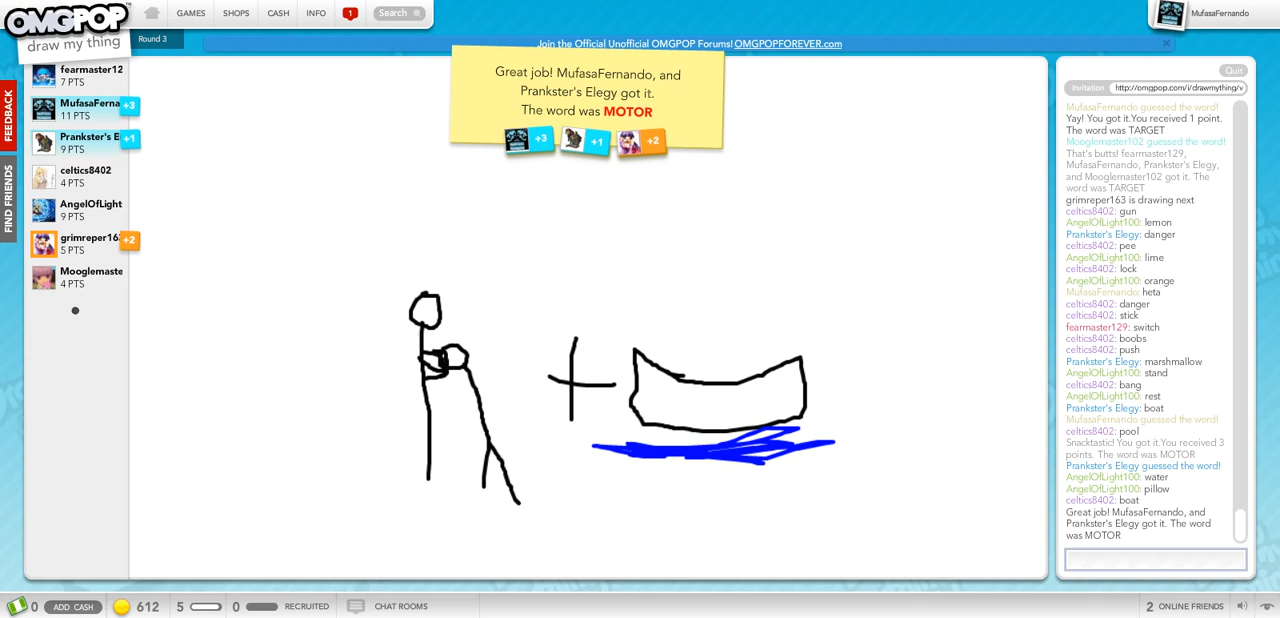 OMGPOP™
draw my thing
GAMES
SHOPS
CASH
INFO
1
Search
MufasaFernando
Round 3
Join the Official Unofficial OMGPOP Forums! OMGPOPFOREVER.com
FEEDBACK
FIND FRIENDS
fearmaster12
7 PTS
MufasaFerna
+3
11 PTS
Prankster's E
+1
9 PTS
celtics8402
4 PTS
AngelOfLight
9 PTS
grimreper16
+2
5 PTS
Mooglemaste
4 PTS
Great job! MufasaFernando, and
Prankster's Elegy got it.
The word was MOTOR
+3
+1
+2
Quit
Invitation
http://omgpop.com/i/drawmything/v
MufasaFernando guessed the word!
Yay! You got it.You received 1 point.
The word was TARGET
Mooglemaster102 guessed the word!
That's butts! fearmaster129,
MufasaFernando, Prankster's Elegy,
and Mooglemaster102 got it. The
word was TARGET
grimreper163 is drawing next
celtics8402: gun
AngelOfLight100: lemon
Prankster's Elegy: danger
celtics8402: pee
AngelOfLight100: lime
celtics8402: lock
AngelOfLight100: orange
MufasaFernando: heta
celtics8402: danger
celtics8402: stick
fearmaster129: switch
celtics8402: boobs
celtics8402: push
Prankster's Elegy: marshmallow
AngelOfLight100: stand
celtics8402: bang
AngelOfLight100: rest
Prankster's Elegy: boat
MufasaFernando guessed the word!
celtics8402: pool
Snacktastic! You got it.You received 3
points. The word was MOTOR
Prankster's Elegy guessed the word!
AngelOfLight100: water
AngelOfLight100: pillow
celtics8402: boat
Great job! MufasaFernando, and
Prankster's Elegy got it. The word
was MOTOR
0
ADD CASH
612
5
0
RECRUITED
CHAT ROOMS
2 ONLINE FRIENDS